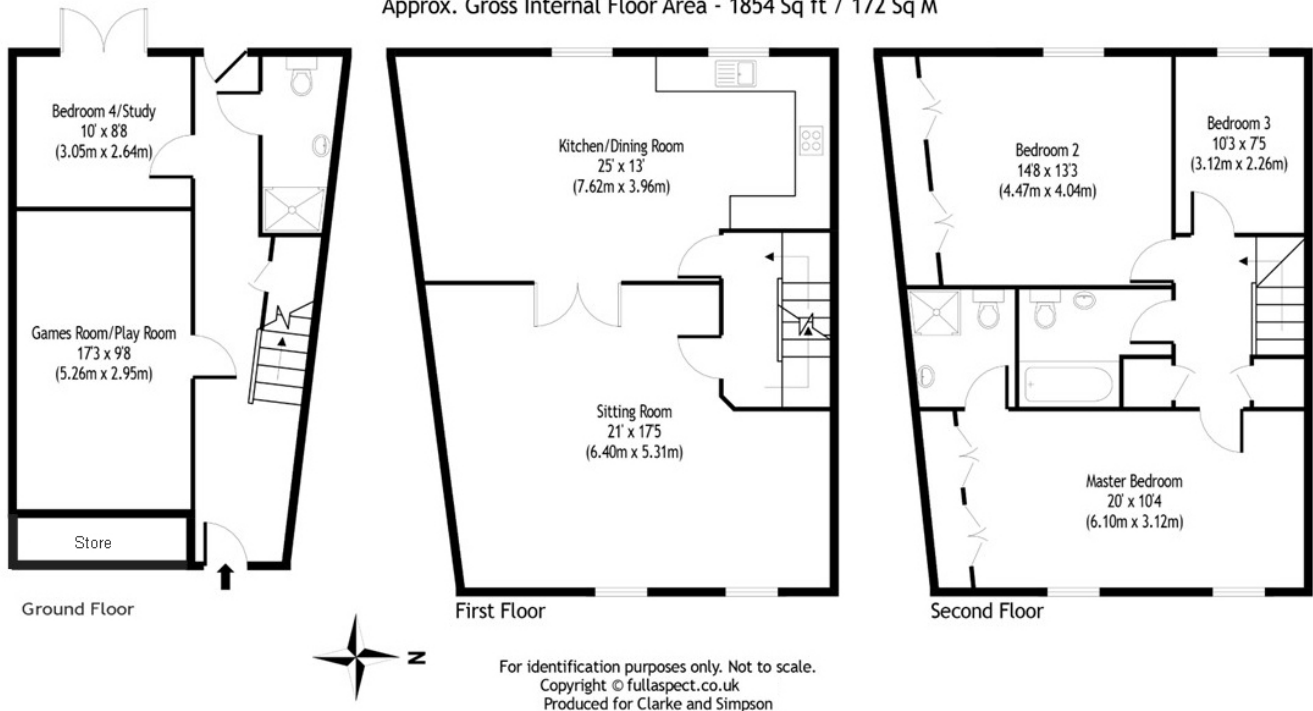 Approx. Gross Internal Floor Area - 1854 Sq ft / 172 Sq M
Bedroom 4/Study
10' x 8'8
(3.05m x 2.64m)
Games Room/Play Room
17'3 x 9'8
(5.26m x 2.95m)
Store
Ground Floor
Kitchen/Dining Room
25' x 13'
(7.62m x 3.96m)
Sitting Room
21' x 17'5
(6.40m x 5.31m)
First Floor
Bedroom 2
14'8 x 13'3
(4.47m x 4.04m)
Bedroom 3
10'3 x 7'5
(3.12m x 2.26m)
Master Bedroom
20' x 10'4
(6.10m x 3.12m)
Second Floor
N
For identification purposes only. Not to scale.
Copyright © fullaspect.co.uk
Produced for Clarke and Simpson